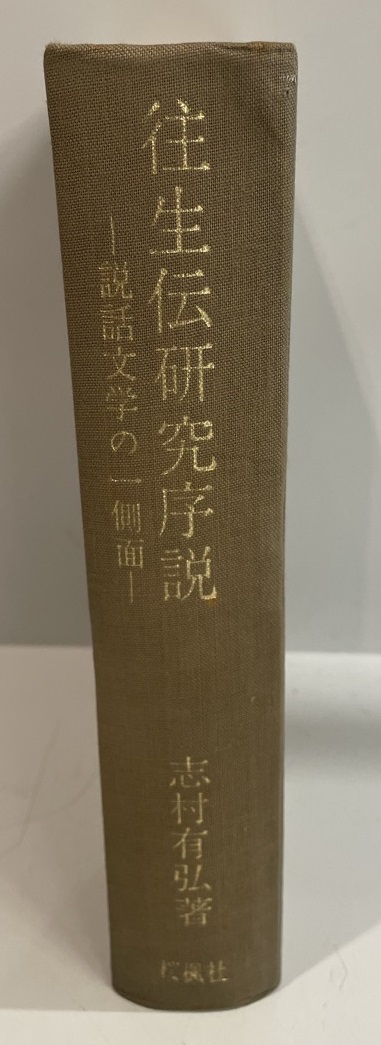 往生伝研究序説
―説話文学の一側面―
志村有弘著
桜楓社